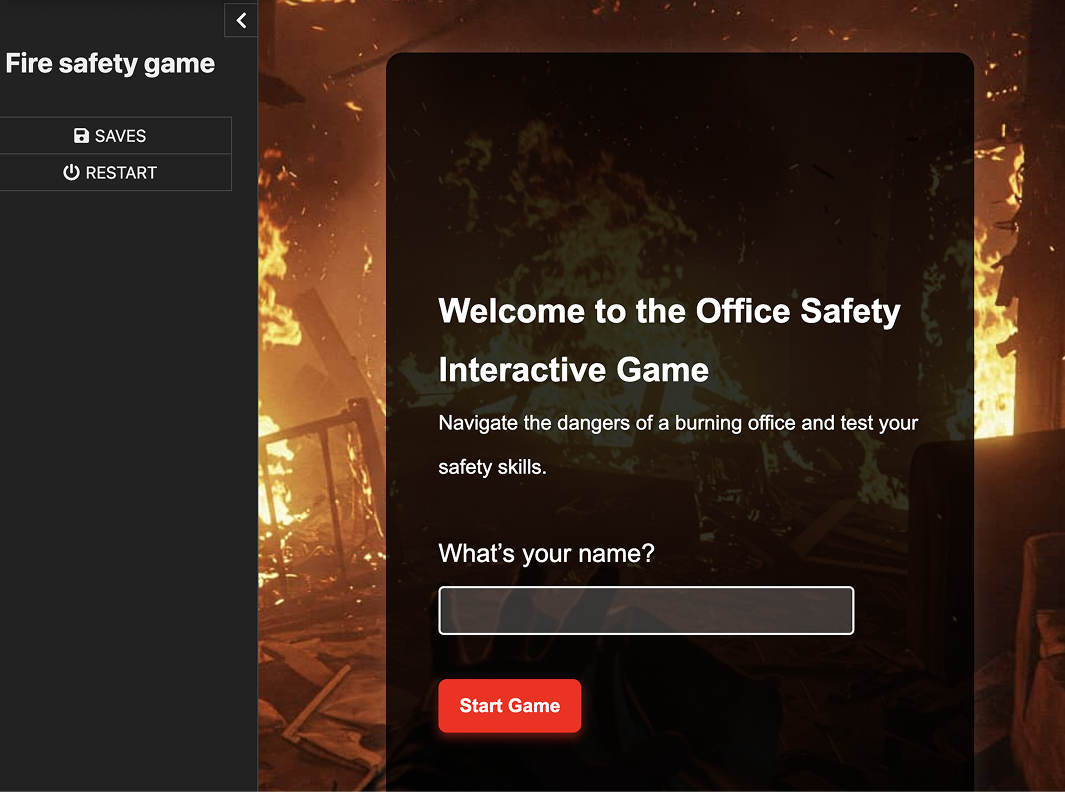 Fire safety game
SAVES
RESTART
Welcome to the Office Safety
Interactive Game
Navigate the dangers of a burning office and test your
safety skills.
What’s your name?
Start Game